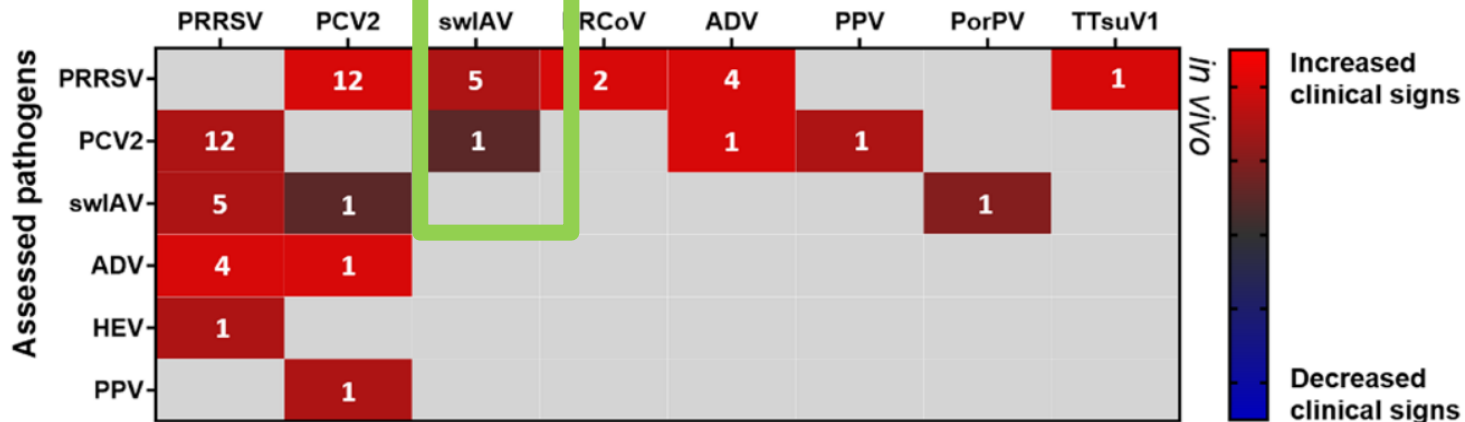 PRRSV PCV2 swIAV RCoV ADV PPV PorPV TTsuV1
Assessed pathogens
PRRSV 12 5 2 4 1
PCV2 12 1 1 1
swIAV 5 1 1
ADV 4 1
HEV 1
PPV 1
in vivo
Increased
clinical signs
Decreased
clinical signs